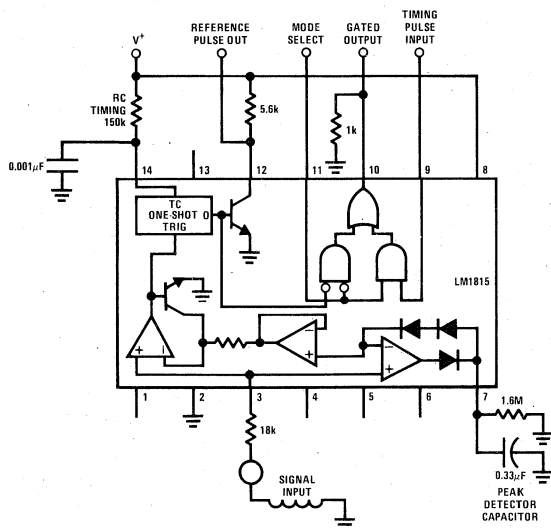 V+
REFERENCE
PULSE OUT
MODE
SELECT
GATED
OUTPUT
TIMING
PULSE
INPUT
RC
TIMING
150k
5.6k
1k
0.001µF
14
13
12
11
10
9
8
TC
ONE-SHOT O
TRIG
LM1815
+
−
−
+
−
+
1
2
3
4
5
6
7
18k
1.6M
0.33µF
SIGNAL
INPUT
PEAK
DETECTOR
CAPACITOR